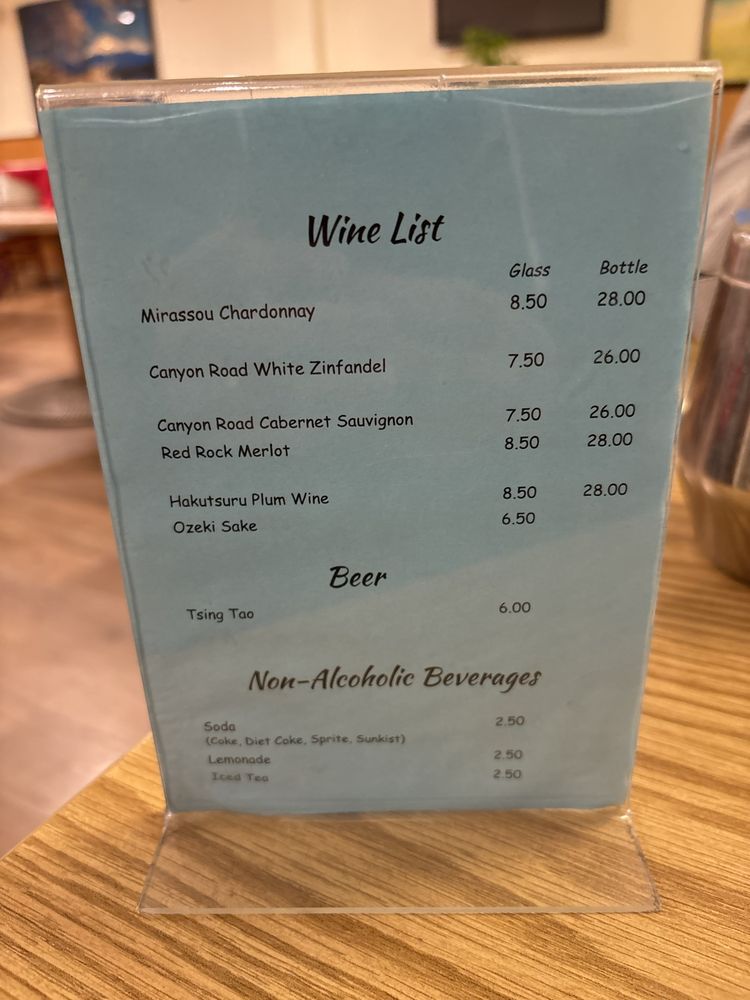 Wine List
Glass Bottle
Mirassou Chardonnay 8.50 28.00
Canyon Road White Zinfandel 7.50 26.00
Canyon Road Cabernet Sauvignon 7.50 26.00
Red Rock Merlot 8.50 28.00
Hakutsuru Plum Wine 8.50 28.00
Ozeki Sake 6.50
Beer
Tsing Tao 6.00
Non-Alcoholic Beverages
Soda 2.50
(Coke, Diet Coke, Sprite, Sunkist)
Lemonade 2.50
Iced Tea 2.50